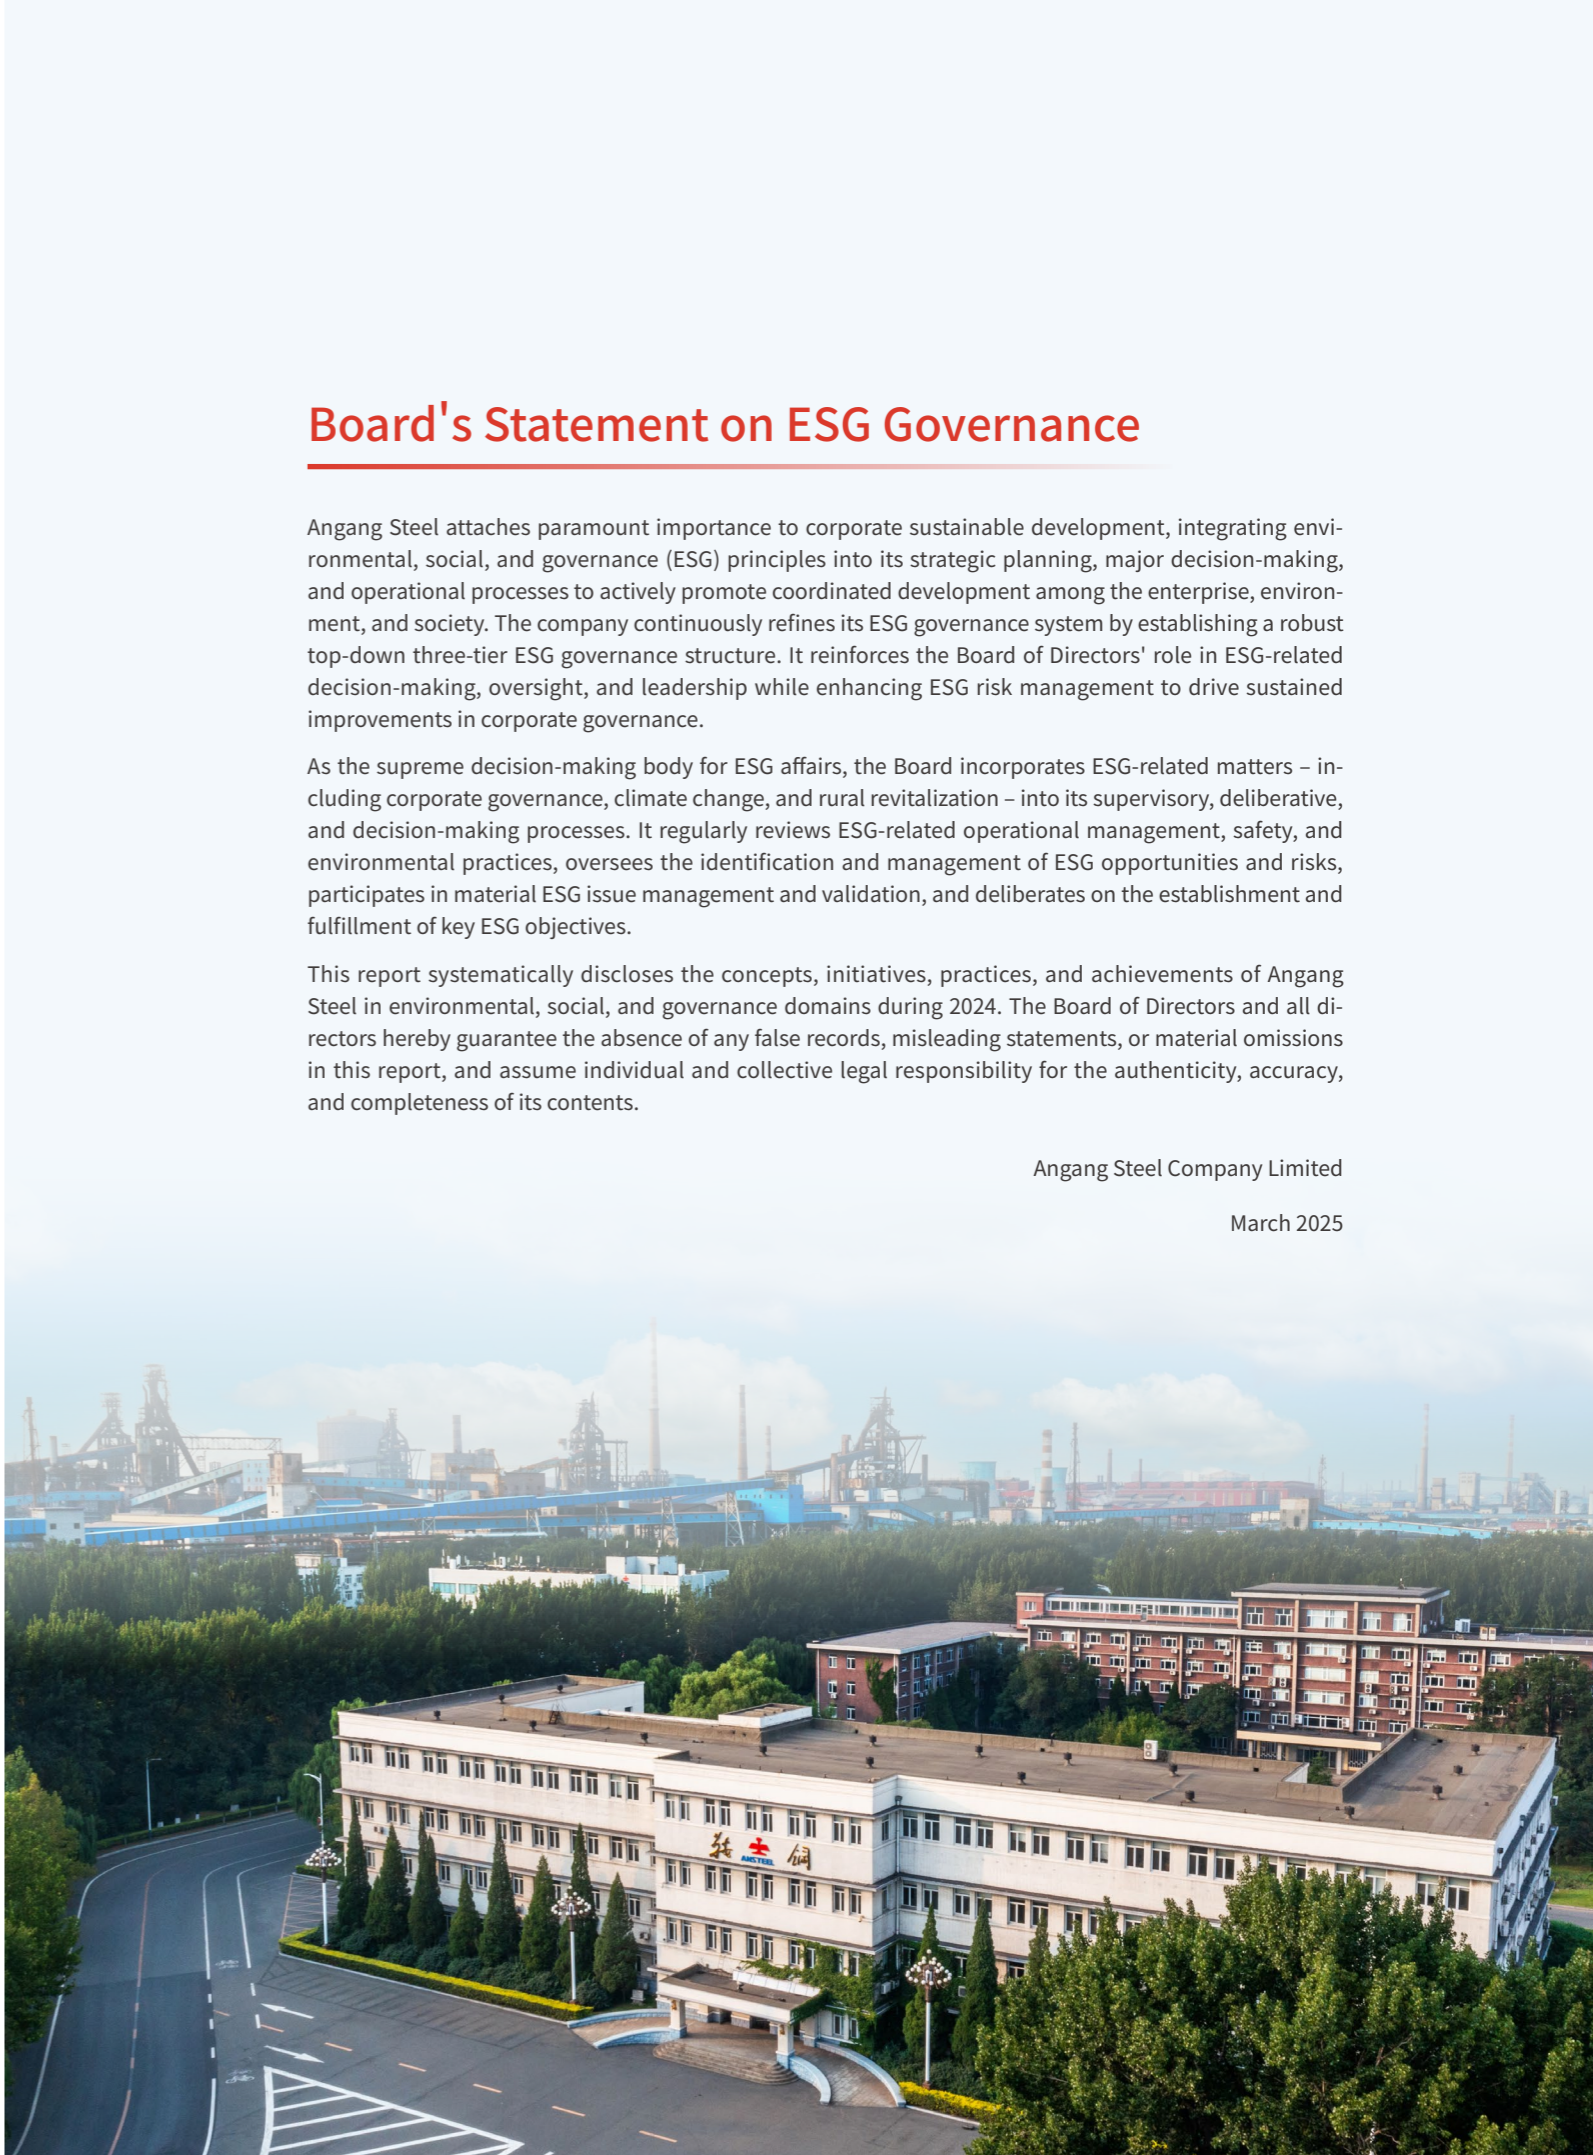 Board's Statement on ESG Governance
Angang Steel attaches paramount importance to corporate sustainable development, integrating envi-
ronmental, social, and governance (ESG) principles into its strategic planning, major decision-making,
and operational processes to actively promote coordinated development among the enterprise, environ-
ment, and society. The company continuously refines its ESG governance system by establishing a robust
top-down three-tier ESG governance structure. It reinforces the Board of Directors' role in ESG-related
decision-making, oversight, and leadership while enhancing ESG risk management to drive sustained
improvements in corporate governance.
As the supreme decision-making body for ESG affairs, the Board incorporates ESG-related matters – in-
cluding corporate governance, climate change, and rural revitalization – into its supervisory, deliberative,
and decision-making processes. It regularly reviews ESG-related operational management, safety, and
environmental practices, oversees the identification and management of ESG opportunities and risks,
participates in material ESG issue management and validation, and deliberates on the establishment and
fulfillment of key ESG objectives.
This report systematically discloses the concepts, initiatives, practices, and achievements of Angang
Steel in environmental, social, and governance domains during 2024. The Board of Directors and all di-
rectors hereby guarantee the absence of any false records, misleading statements, or material omissions
in this report, and assume individual and collective legal responsibility for the authenticity, accuracy,
and completeness of its contents.
Angang Steel Company Limited
March 2025
鞍 钢
ANSTEEL